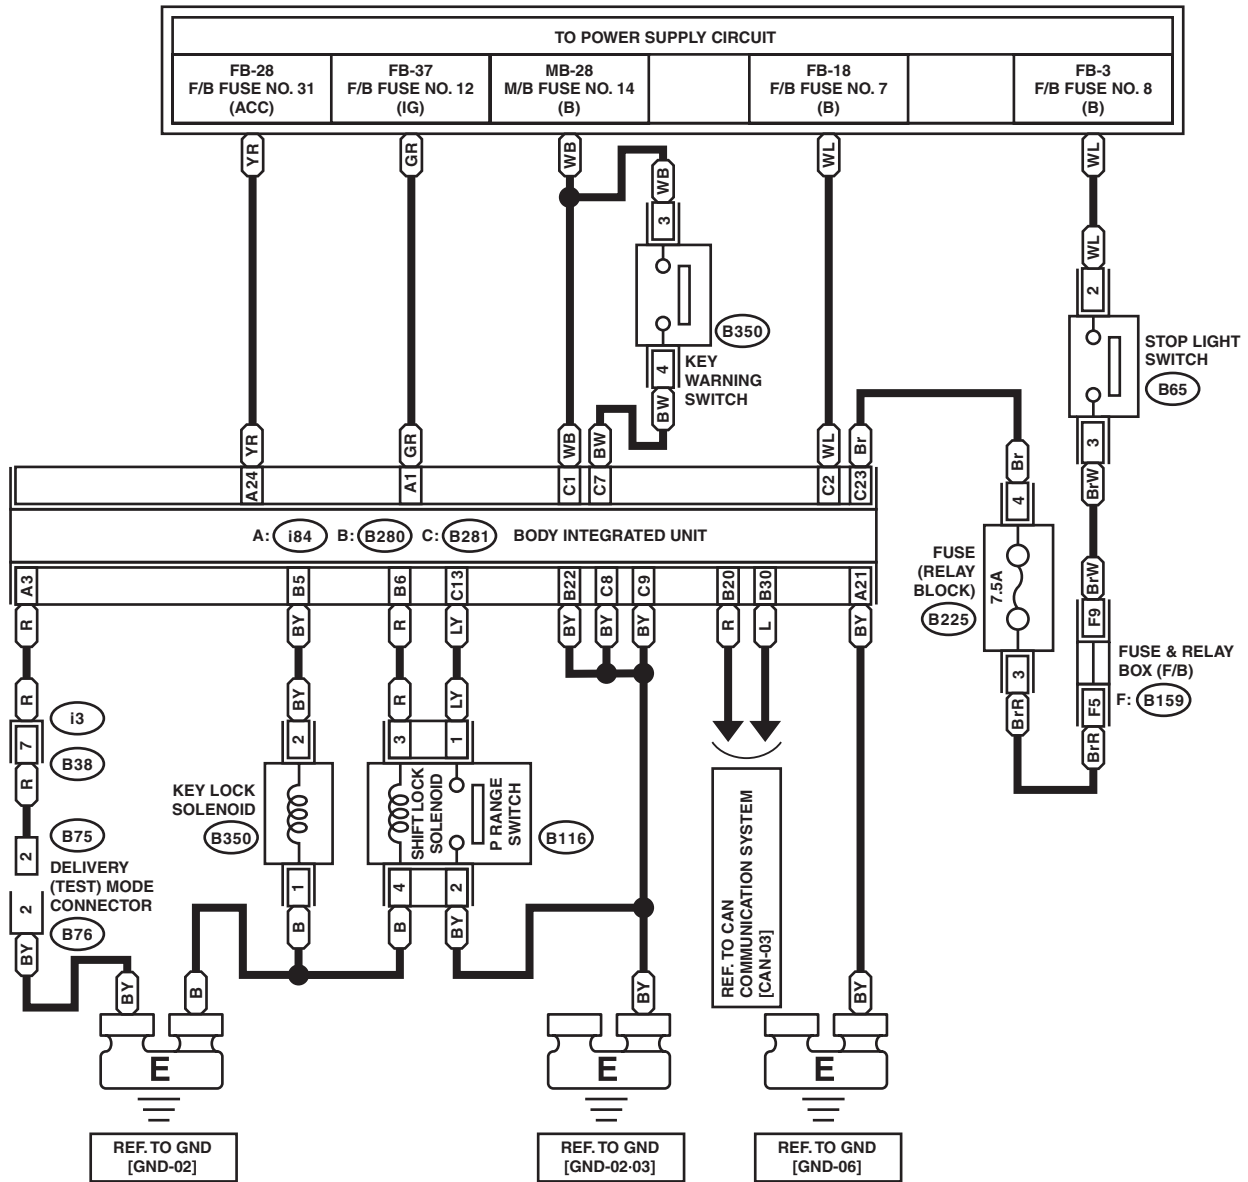 TO POWER SUPPLY CIRCUIT
FB-28
F/B FUSE NO. 31
(ACC)
FB-37
F/B FUSE NO. 12
(IG)
MB-28
M/B FUSE NO. 14
(B)
FB-18
F/B FUSE NO. 7
(B)
FB-3
F/B FUSE NO. 8
(B)
YR
GR
WB
WB
WL
WL
3
B350
KEY
WARNING
SWITCH
4
BW
WL
2
STOP LIGHT
SWITCH
B65
3
BrW
YR
GR
WB
BW
WL
Br
A24
A1
C1
C7
C2
C23
Br
4
A: i84 B: B280 C: B281 BODY INTEGRATED UNIT
FUSE
(RELAY
BLOCK)
B225
7.5A
3
BrR
BrW
F9
FUSE & RELAY
BOX (F/B)
F: B159
F5
BrR
A3
B5
B6
C13
B22
C8
C9
B20
B30
A21
R
BY
R
LY
BY
BY
BY
R
L
BY
R
BY
R
LY
i3
7
B38
R
B75
2
DELIVERY
(TEST) MODE
CONNECTOR
2
B76
BY
2
KEY LOCK
SOLENOID
B350
1
B
3
1
SHIFT LOCK
SOLENOID
P RANGE
SWITCH
B116
4
2
B
BY
REF. TO CAN
COMMUNICATION SYSTEM
[CAN-03]
BY
B
BY
BY
E
E
E
REF. TO GND
[GND-02]
REF. TO GND
[GND-02·03]
REF. TO GND
[GND-06]